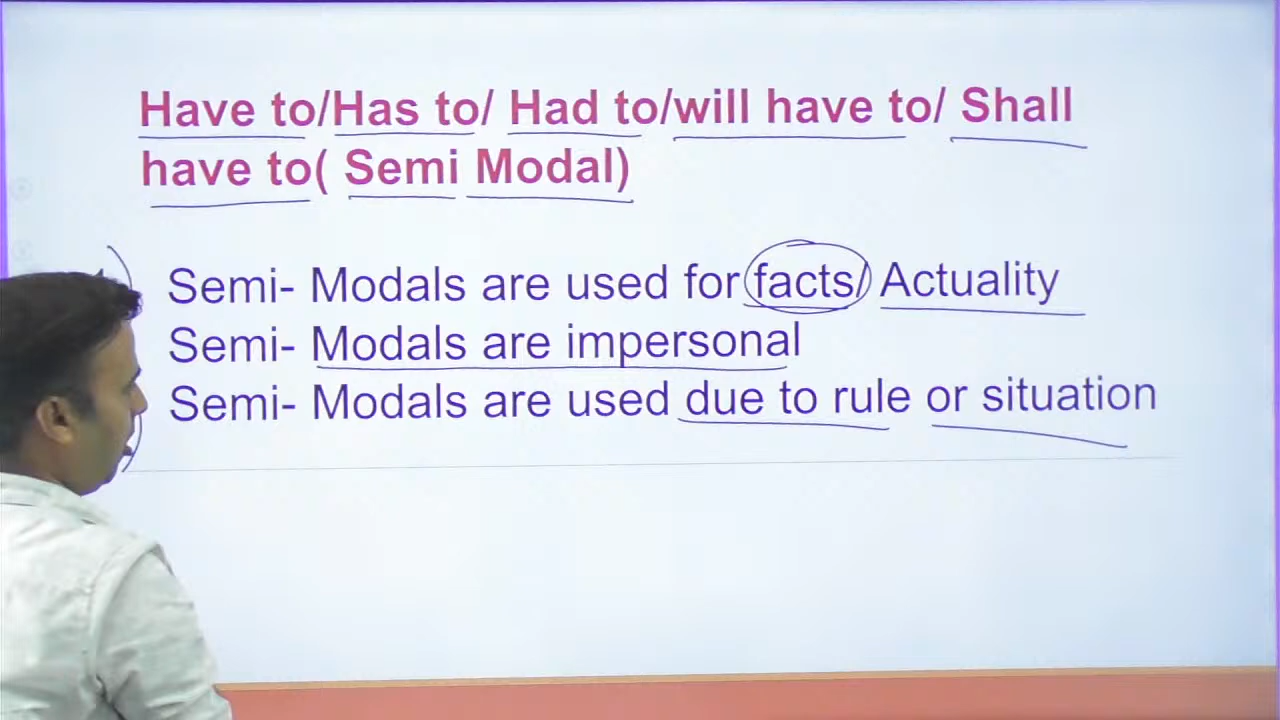 Have to/Has to/ Had to/will have to/ Shall
have to( Semi Modal)
Semi- Modals are used for facts/ Actuality
Semi- Modals are impersonal
Semi- Modals are used due to rule or situation